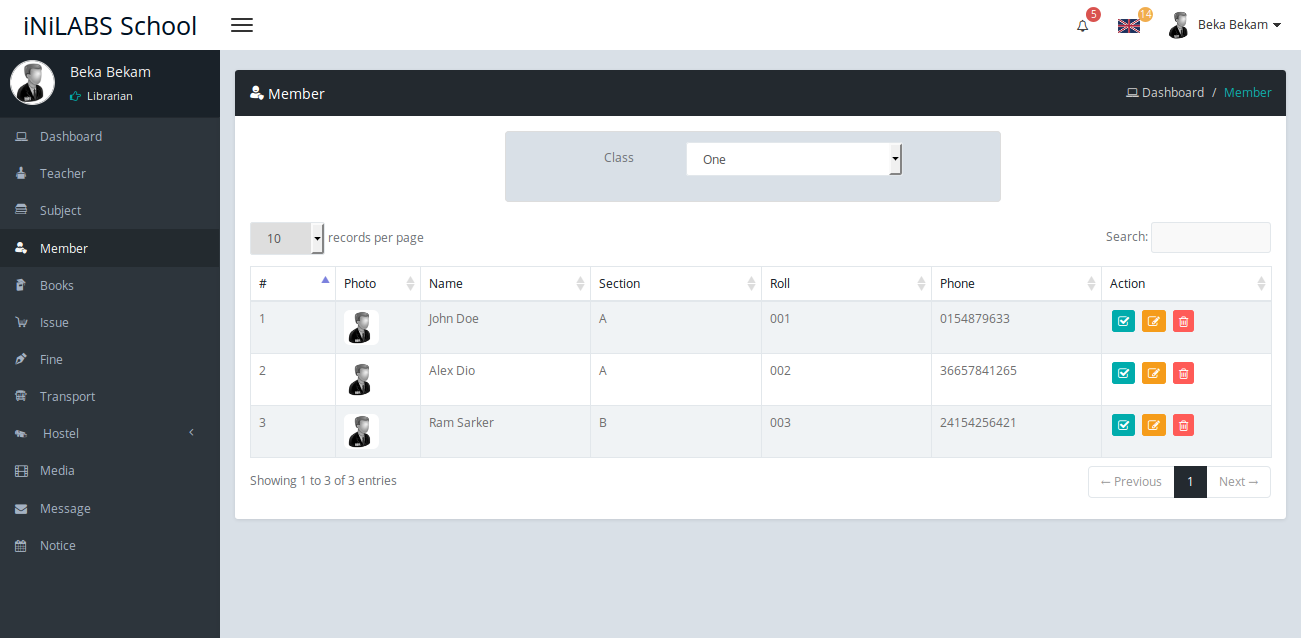 iNiLABS School
5
14
Beka Bekam
Beka Bekam
Librarian
Dashboard
Teacher
Subject
Member
Books
Issue
Fine
Transport
Hostel
Media
Message
Notice
Member
Dashboard / Member
Class One
10 records per page
Search:
# Photo Name Section Roll Phone Action
1 John Doe A 001 0154879633
2 Alex Dio A 002 36657841265
3 Ram Sarker B 003 24154256421
Showing 1 to 3 of 3 entries
← Previous 1 Next →